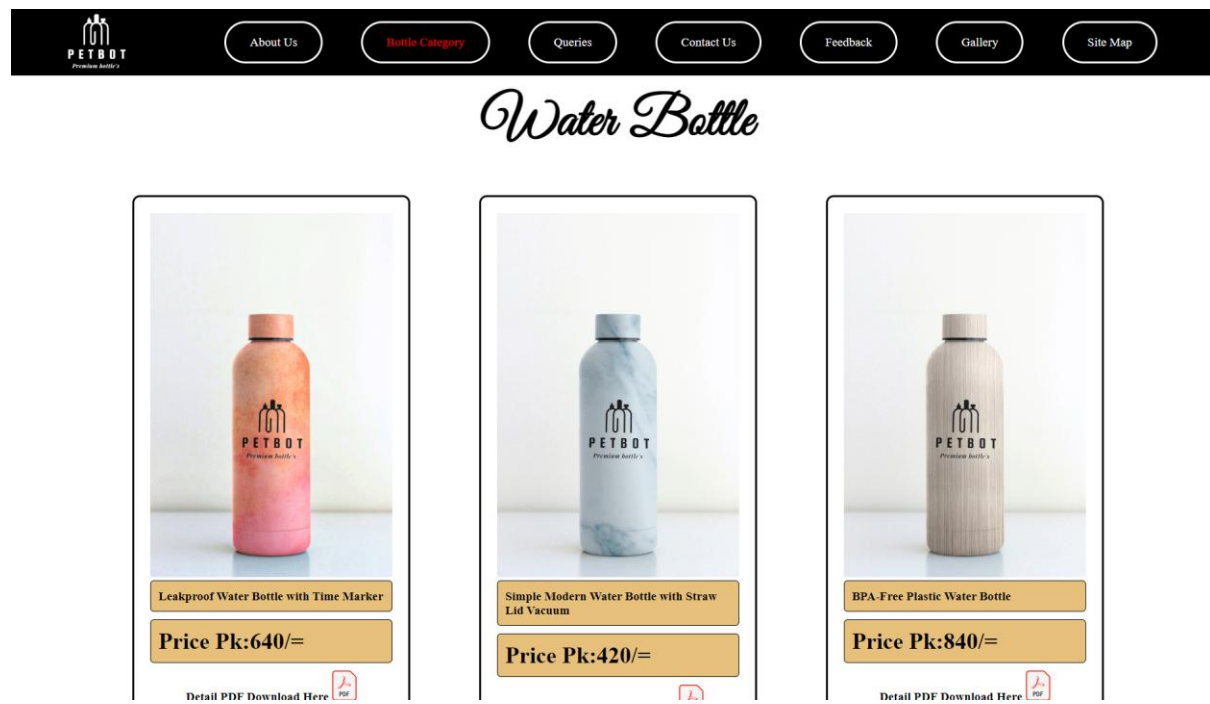 PETBOT
Premium bottle's
About Us
Bottle Category
Queries
Contact Us
Feedback
Gallery
Site Map
Water Bottle
PETBOT
Premium bottle's
Leakproof Water Bottle with Time Marker
Price Pk:640/=
Detail PDF Download Here
PDF
PETBOT
Premium bottle's
Simple Modern Water Bottle with Straw
Lid Vacuum
Price Pk:420/=
PETBOT
Premium bottle's
BPA-Free Plastic Water Bottle
Price Pk:840/=
Detail PDF Download Here
PDF